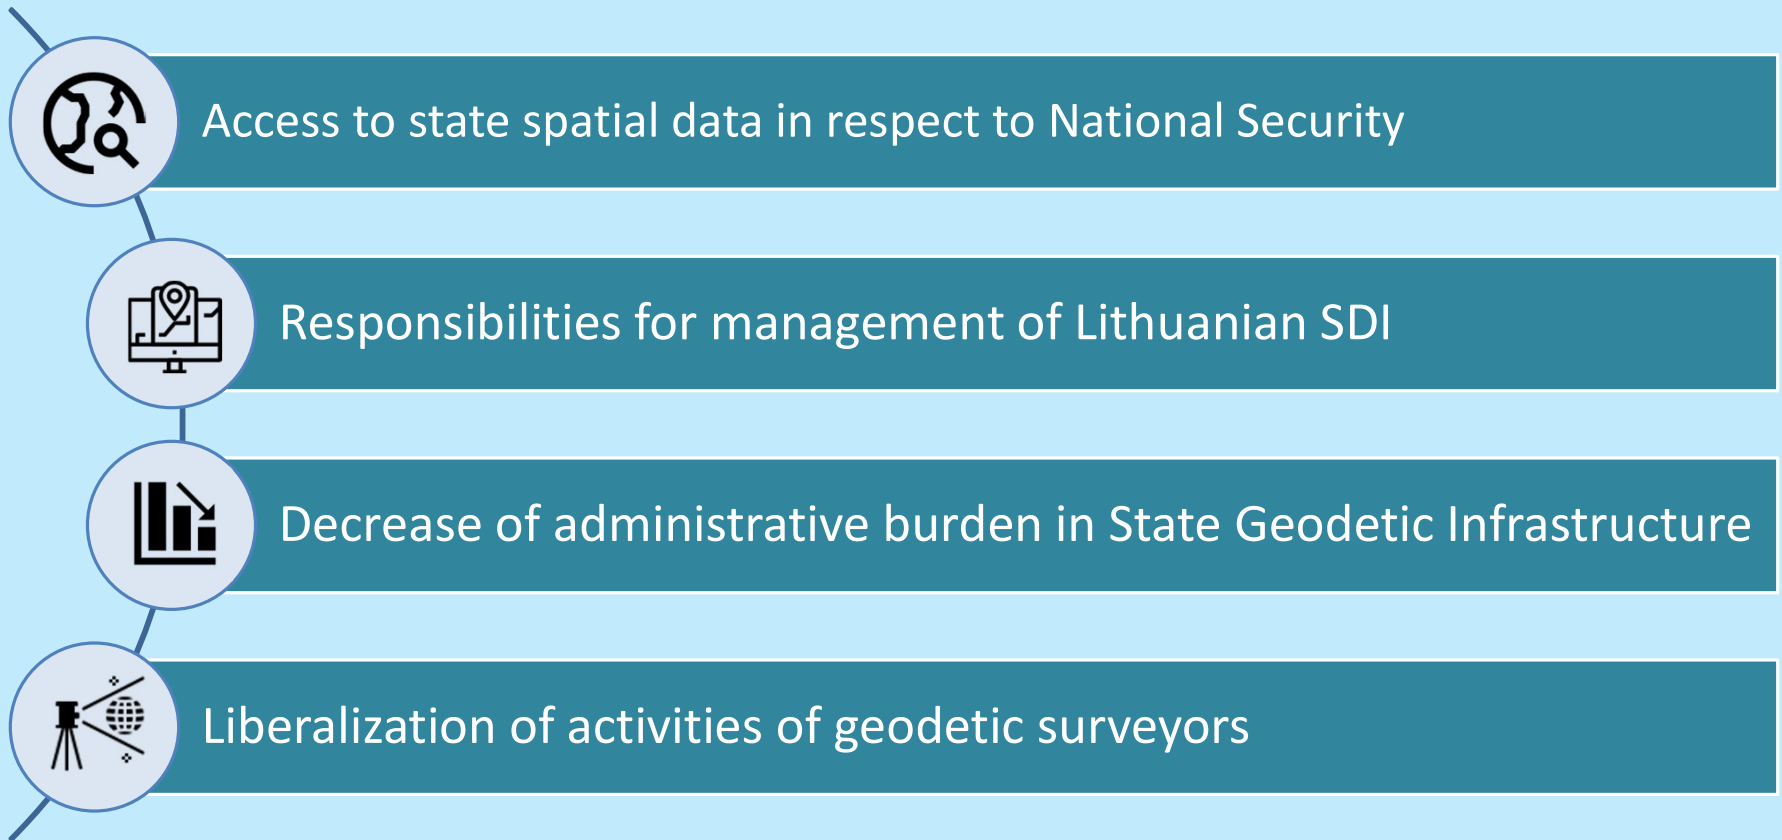 Access to state spatial data in respect to National Security
Responsibilities for management of Lithuanian SDI
Decrease of administrative burden in State Geodetic Infrastructure
Liberalization of activities of geodetic surveyors